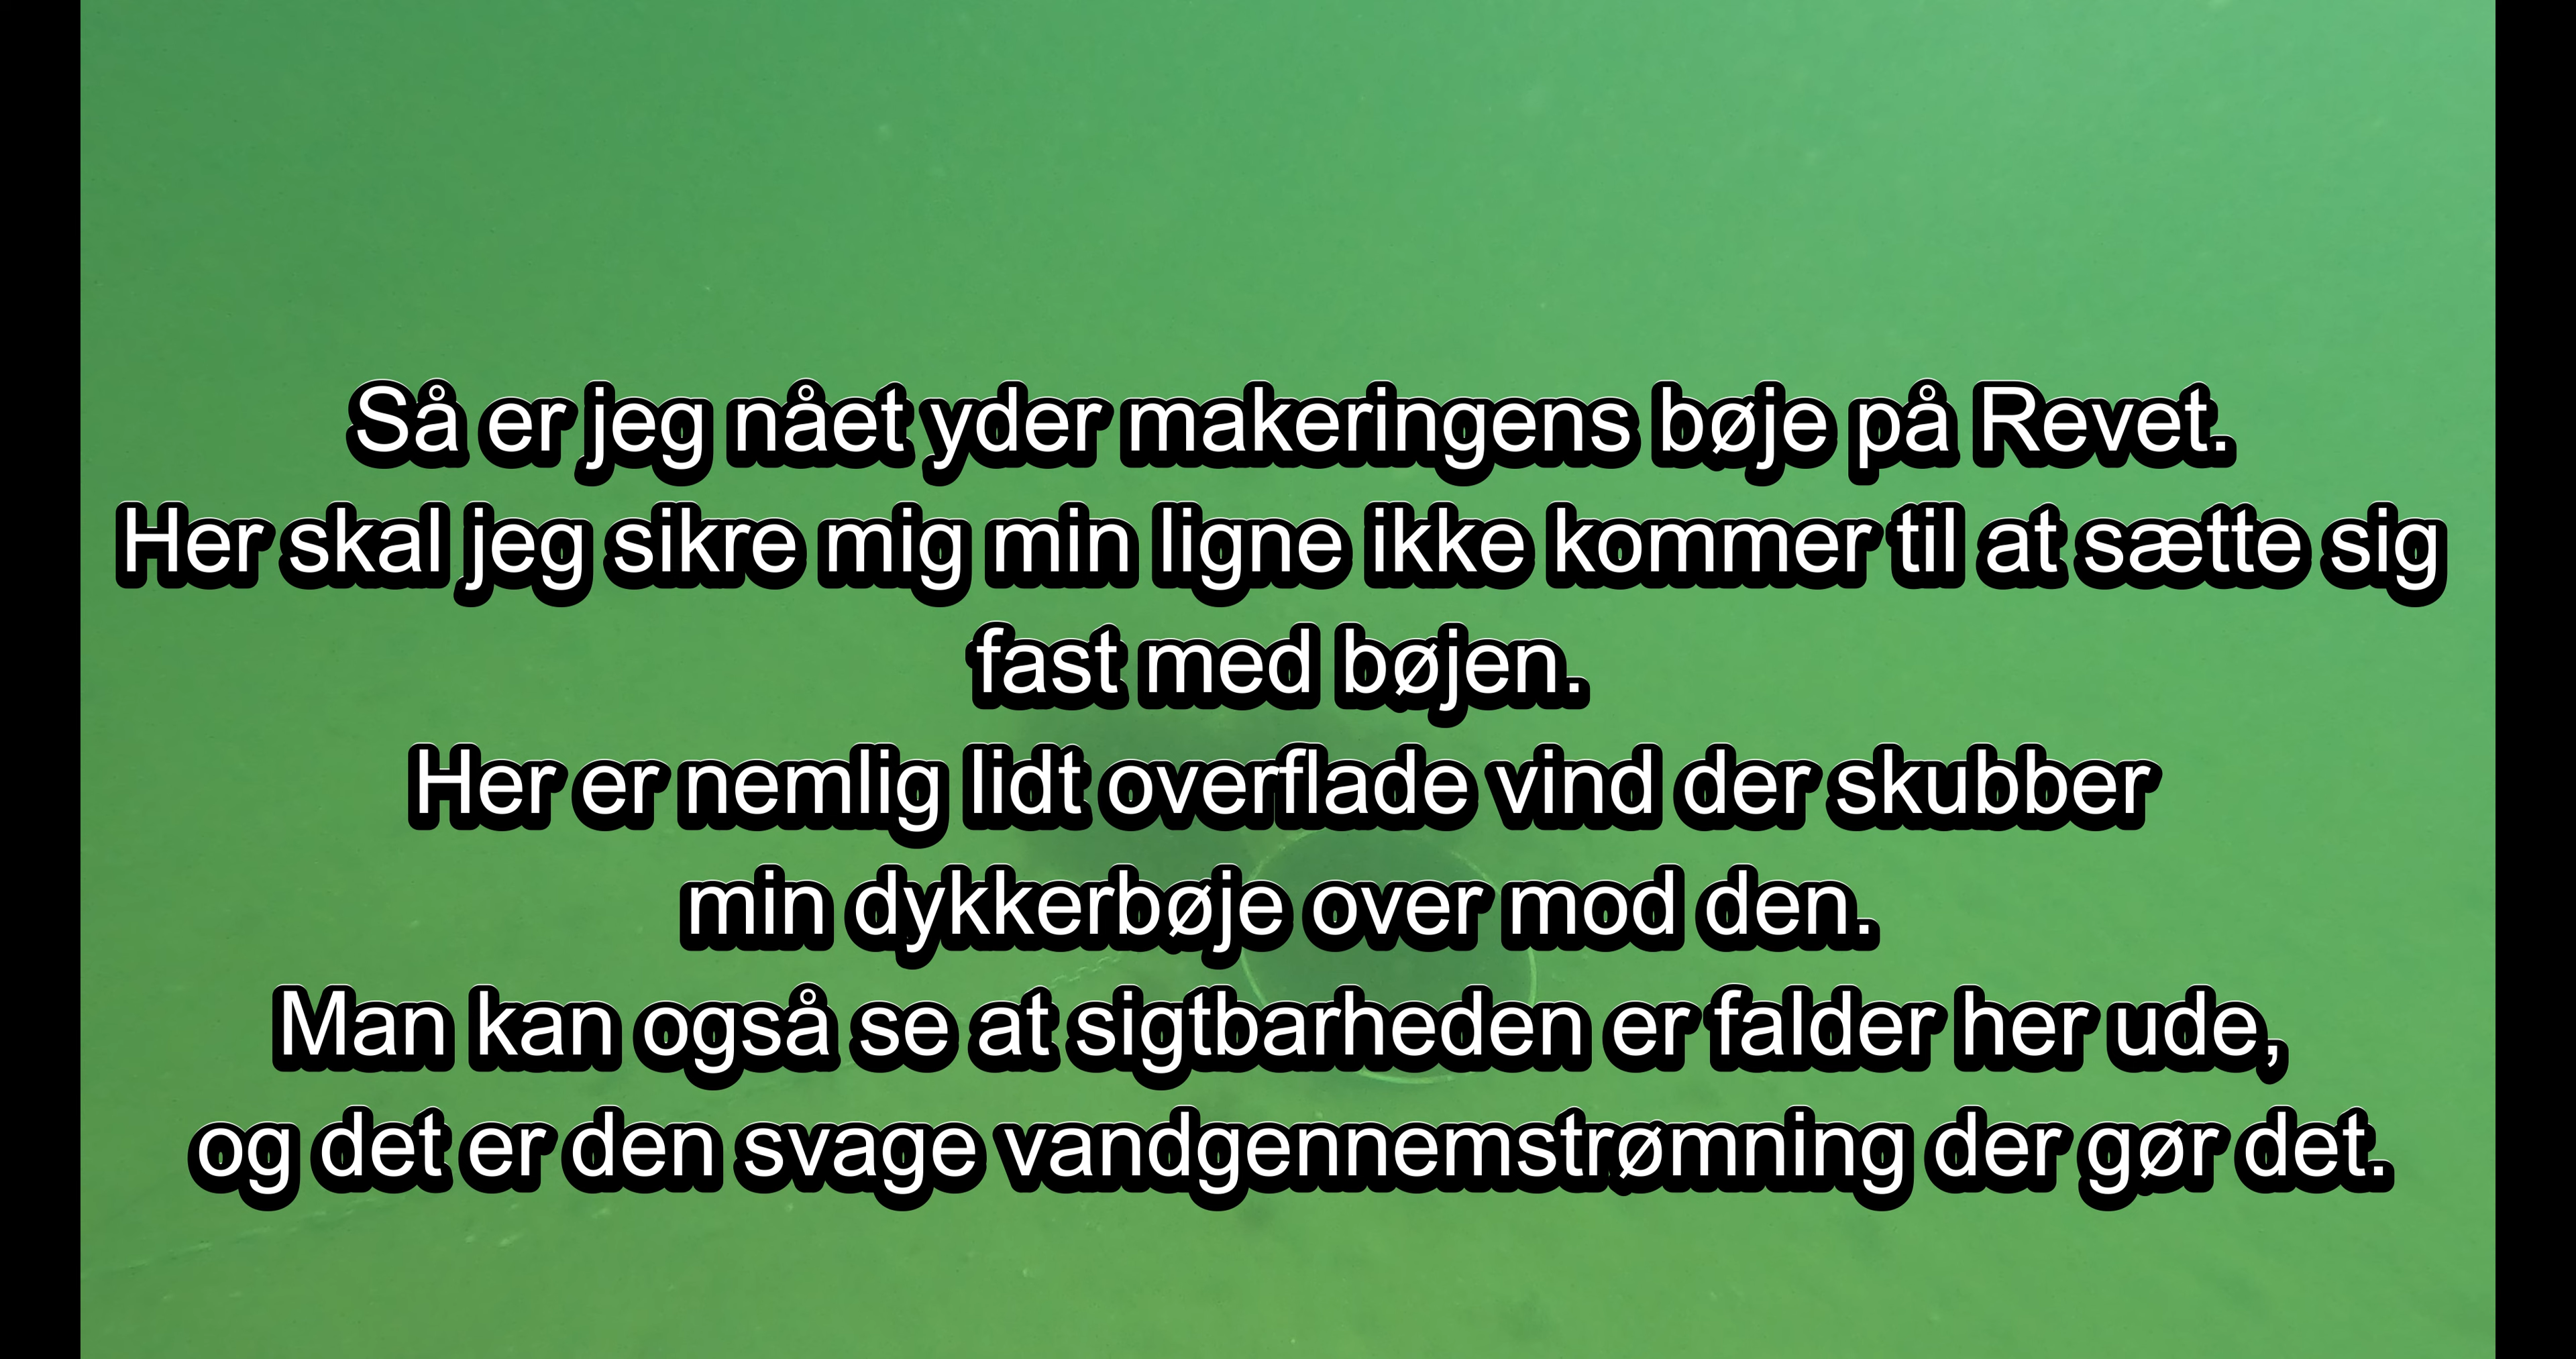 Så er jeg nået yder makeringens bøje på Revet.
Her skal jeg sikre mig min ligne ikke kommer til at sætte sig
fast med bøjen.
Her er nemlig lidt overflade vind der skubber
min dykkerbøje over mod den.
Man kan også se at sigtbarheden er falder her ude,
og det er den svage vandgennemstrømning der gør det.